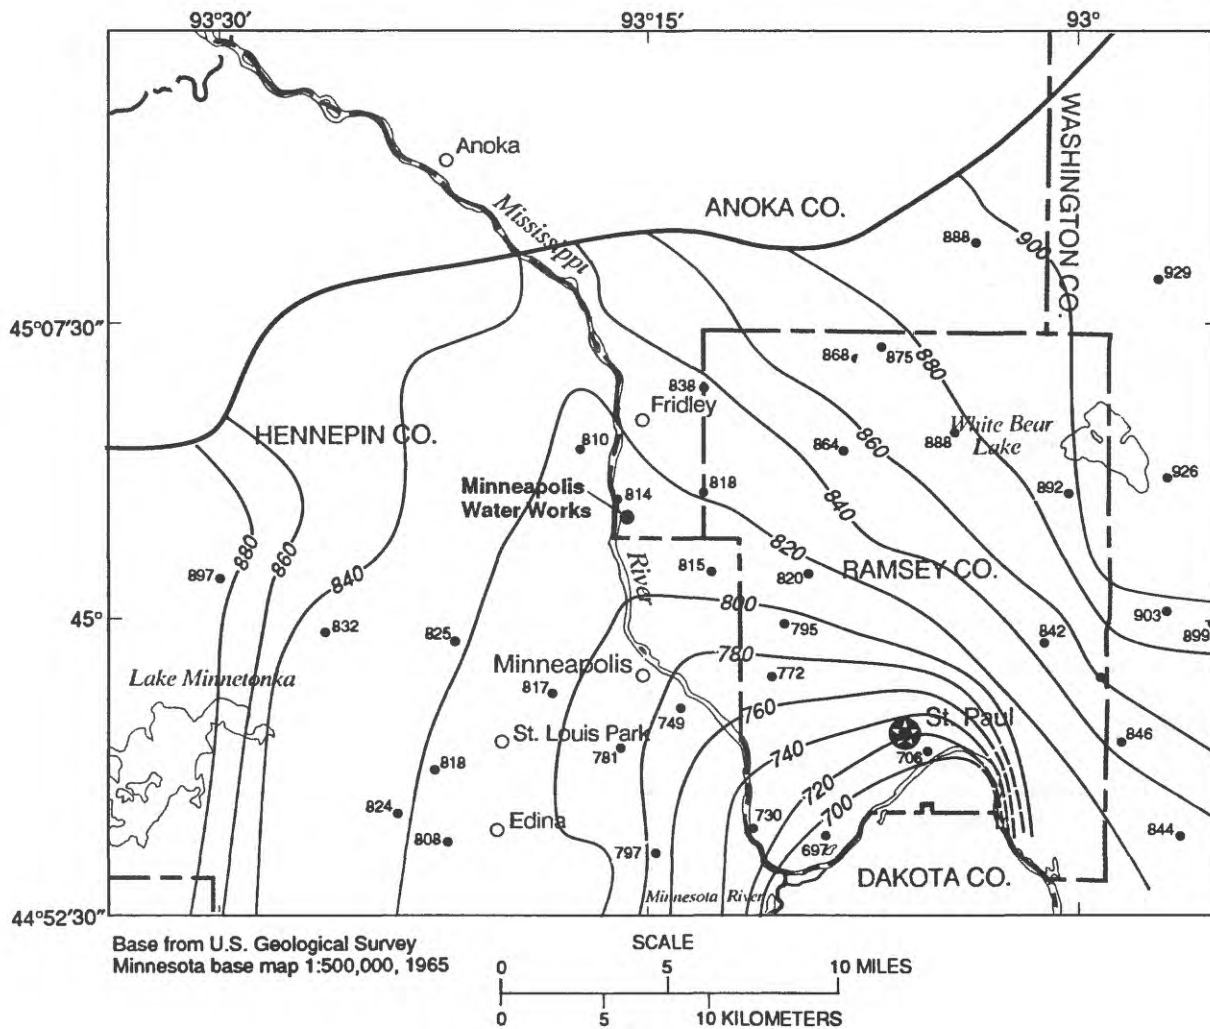 93°30'
93°15'
93°
Anoka
WASHINGTON CO.
Mississippi
ANOKA CO.
888
900
929
45°07'30"
868
875
880
838
Fridley
HENNEPIN CO.
860
White Bear
Lake
810
864
888
926
Minneapolis
Water Works
814
818
892
840
880
860
840
820
River
815
820
RAMSEY CO.
897
800
903
899
45°
832
825
795
842
780
Minneapolis
Lake Minnetonka
772
817
749
760
St. Paul
St. Louis Park
781
740
706
846
818
720
824
Edina
700
730
808
697
844
797
DAKOTA CO.
Minnesota River
44°52'30"
Base from U.S. Geological Survey
Minnesota base map 1:500,000, 1965
SCALE
0 5 10 MILES
0 5 10 KILOMETERS